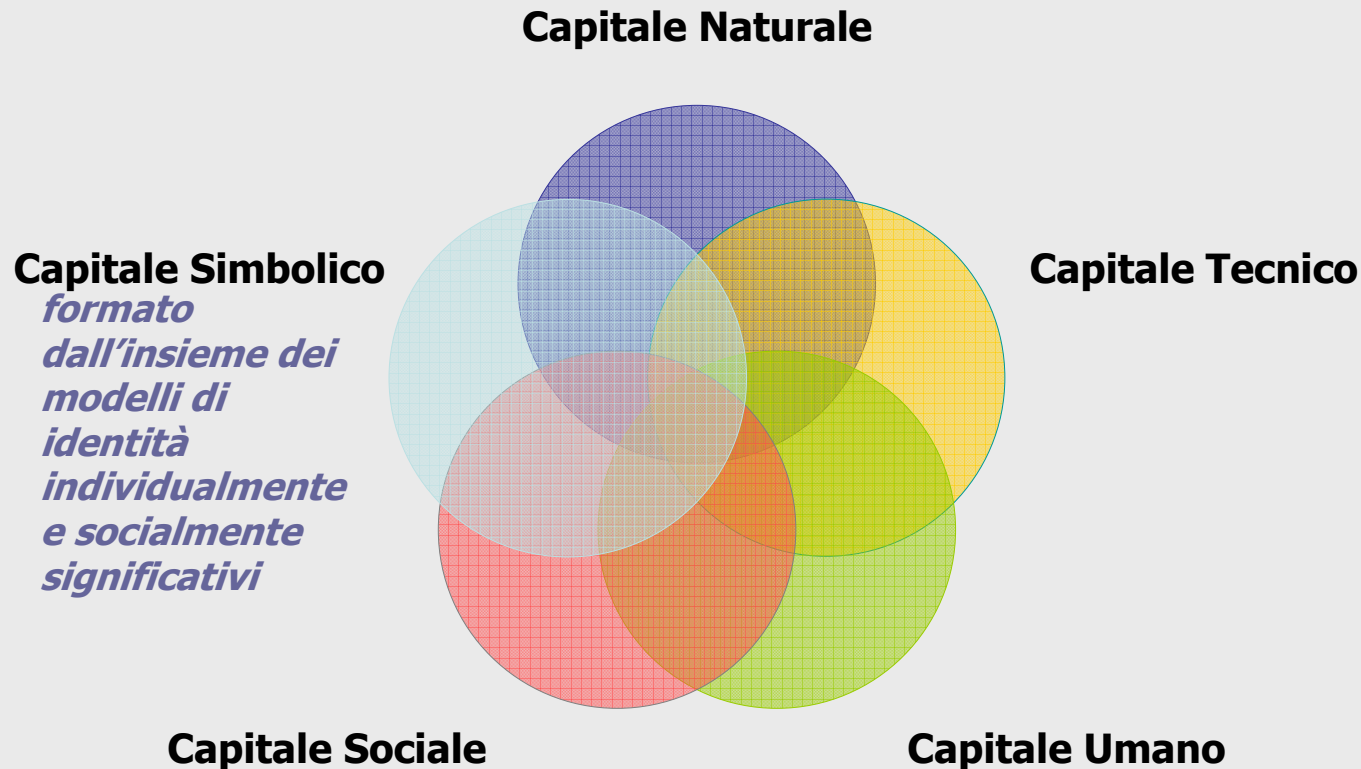 Capitale Naturale
Capitale Simbolico
formato
dall’insieme dei
modelli di
identità
individualmente
e socialmente
significativi
Capitale Tecnico
Capitale Sociale
Capitale Umano